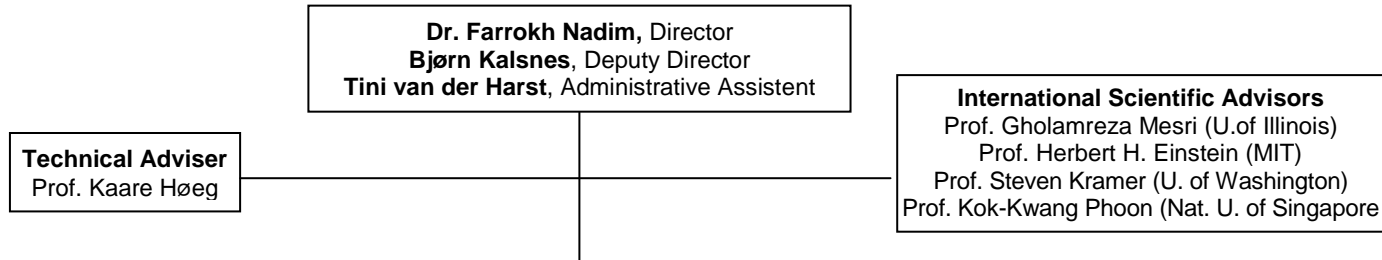 Dr. Farrokh Nadim, Director
Bjørn Kalsnes, Deputy Director
Tini van der Harst, Administrative Assistent
Technical Adviser
Prof. Kaare Høeg
International Scientific Advisors
Prof. Gholamreza Mesri (U.of Illinois)
Prof. Herbert H. Einstein (MIT)
Prof. Steven Kramer (U. of Washington)
Prof. Kok-Kwang Phoon (Nat. U. of Singapore